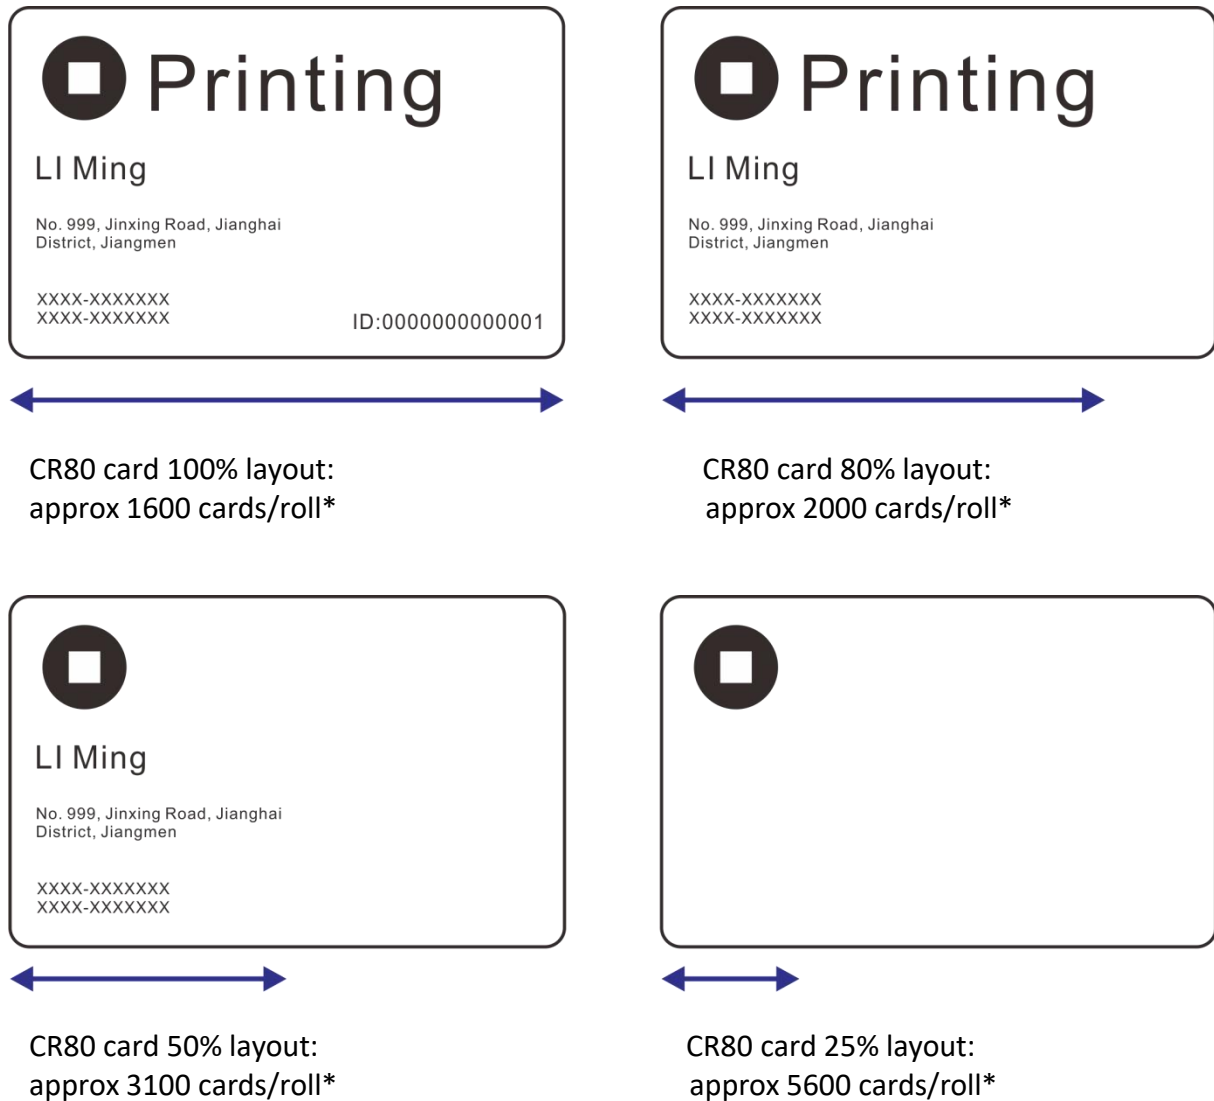 Printing
LI Ming
No. 999, Jinxing Road, Jianghai
District, Jiangmen
XXXX-XXXXXXX
XXXX-XXXXXXX
ID:0000000000001
CR80 card 100% layout:
approx 1600 cards/roll*
Printing
LI Ming
No. 999, Jinxing Road, Jianghai
District, Jiangmen
XXXX-XXXXXXX
XXXX-XXXXXXX
CR80 card 80% layout:
approx 2000 cards/roll*
LI Ming
No. 999, Jinxing Road, Jianghai
District, Jiangmen
XXXX-XXXXXXX
XXXX-XXXXXXX
CR80 card 50% layout:
approx 3100 cards/roll*
CR80 card 25% layout:
approx 5600 cards/roll*